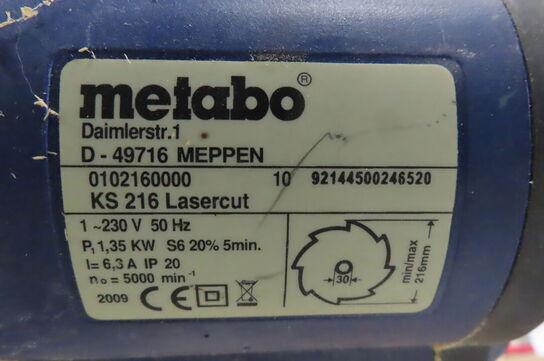 metabo®
Daimlerstr.1
D - 49716 MEPPEN
0102160000 10 92144500246520
KS 216 Lasercut
1 ~230 V 50 Hz
P₁ 1,35 KW S6 20% 5min.
I= 6,3 A IP 20
n₀ = 5000 min⁻¹
2009 CE
30
min/max
216mm